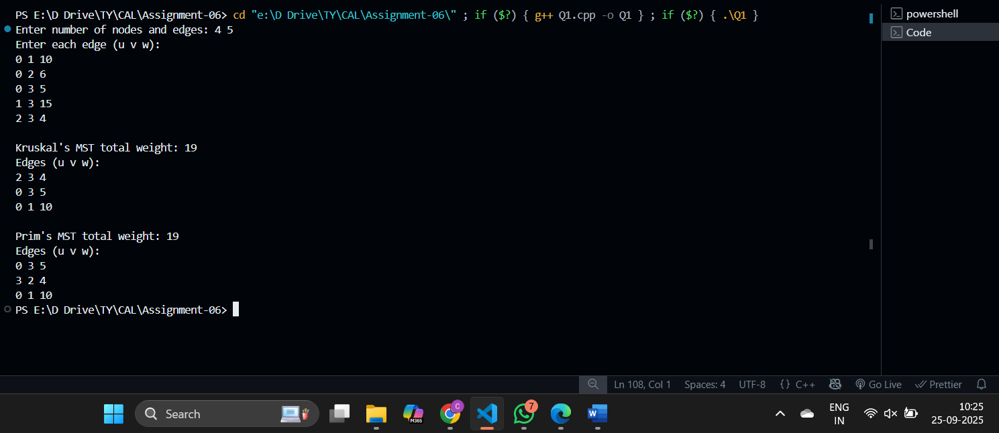 PS E:\D Drive\TY\CAL\Assignment-06> cd "e:\D Drive\TY\CAL\Assignment-06\" ; if ($?) { g++ Q1.cpp -o Q1 } ; if ($?) { .\Q1 }
Enter number of nodes and edges: 4 5
Enter each edge (u v w):
0 1 10
0 2 6
0 3 5
1 3 15
2 3 4
Kruskal's MST total weight: 19
Edges (u v w):
2 3 4
0 3 5
0 1 10
Prim's MST total weight: 19
Edges (u v w):
0 3 5
3 2 4
0 1 10
PS E:\D Drive\TY\CAL\Assignment-06>
powershell
Code
Ln 108, Col 1 Spaces: 4 UTF-8 {} C++ Go Live Prettier
Search
M365
C
7
W
ENG
IN
10:25
25-09-2025